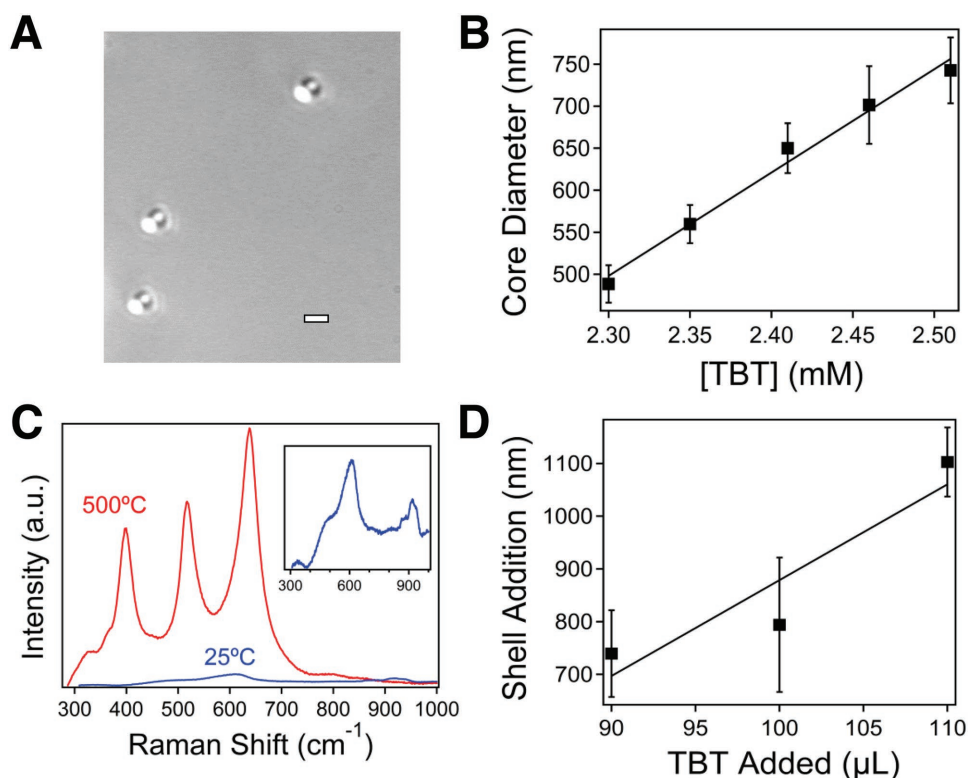 A
B
Core Diameter (nm)
750
700
650
600
550
500
2.30 2.35 2.40 2.45 2.50
[TBT] (mM)
C
Intensity (a.u.)
500ºC
25ºC
300 600 900
300 400 500 600 700 800 900 1000
Raman Shift (cm⁻¹)
D
Shell Addition (nm)
1100
1000
900
800
700
90 95 100 105 110
TBT Added (µL)